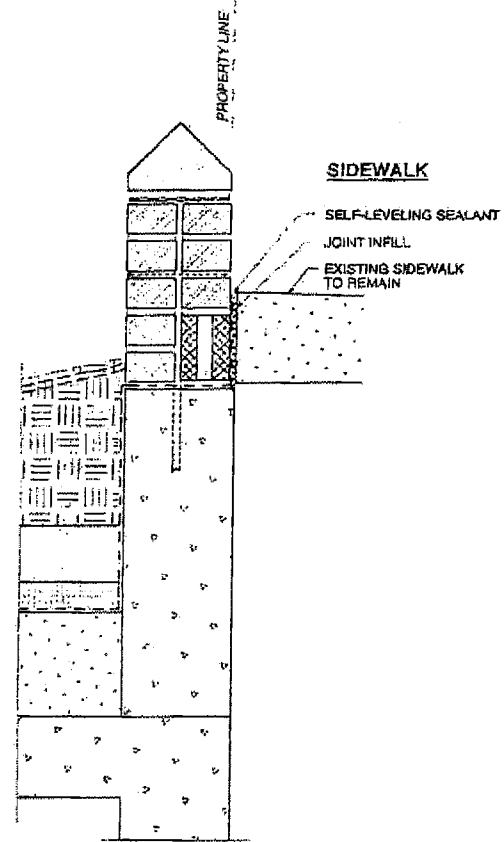 PROPERTY LINE
SIDEWALK
SELF-LEVELING SEALANT
JOINT INFILL
EXISTING SIDEWALK
TO REMAIN